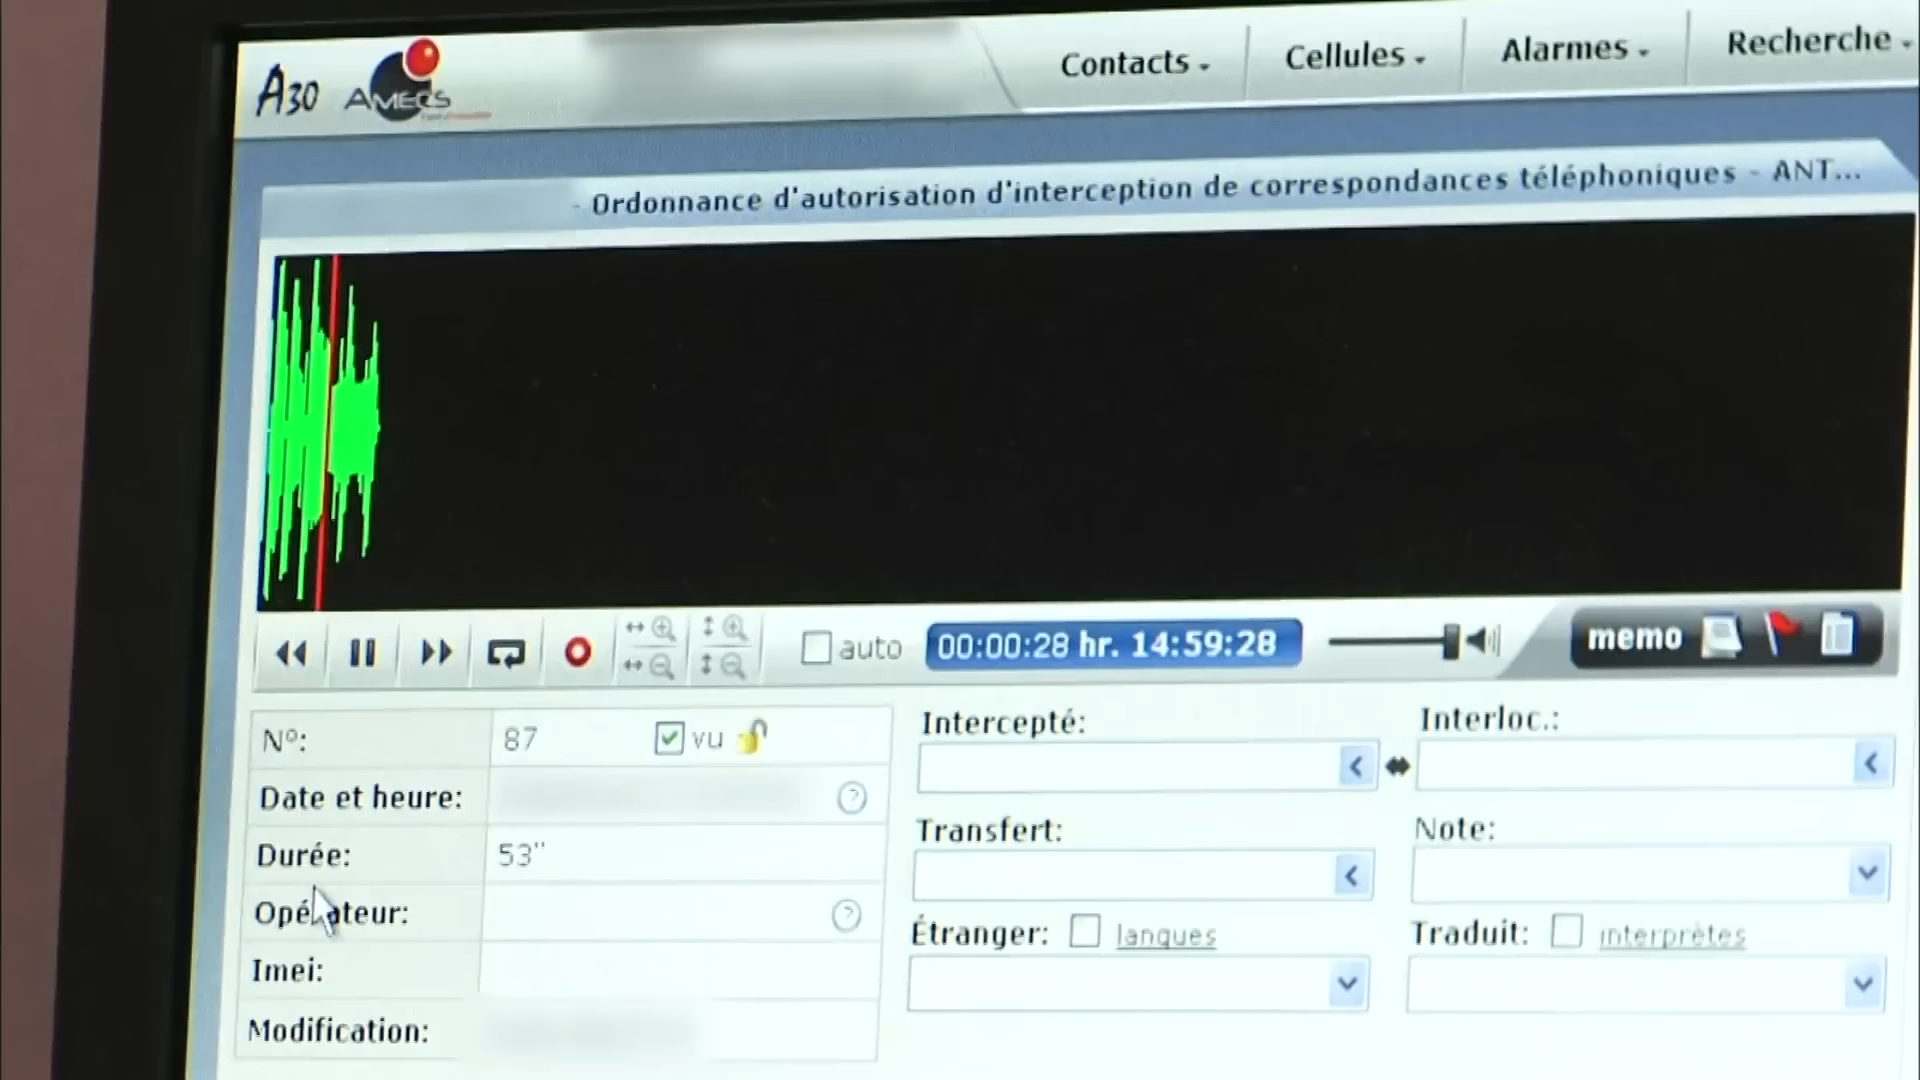 A30 AMECS
Contacts
Cellules
Alarmes
Recherche
- Ordonnance d'autorisation d'interception de correspondances téléphoniques - ANT...
auto
00:00:28 hr. 14:59:28
memo
Nº: 87 vu
Date et heure:
Durée: 53"
Opérateur:
Imei:
Modification:
Intercepté:
Interloc.:
Transfert:
Note:
Étranger: langues
Traduit: interprètes